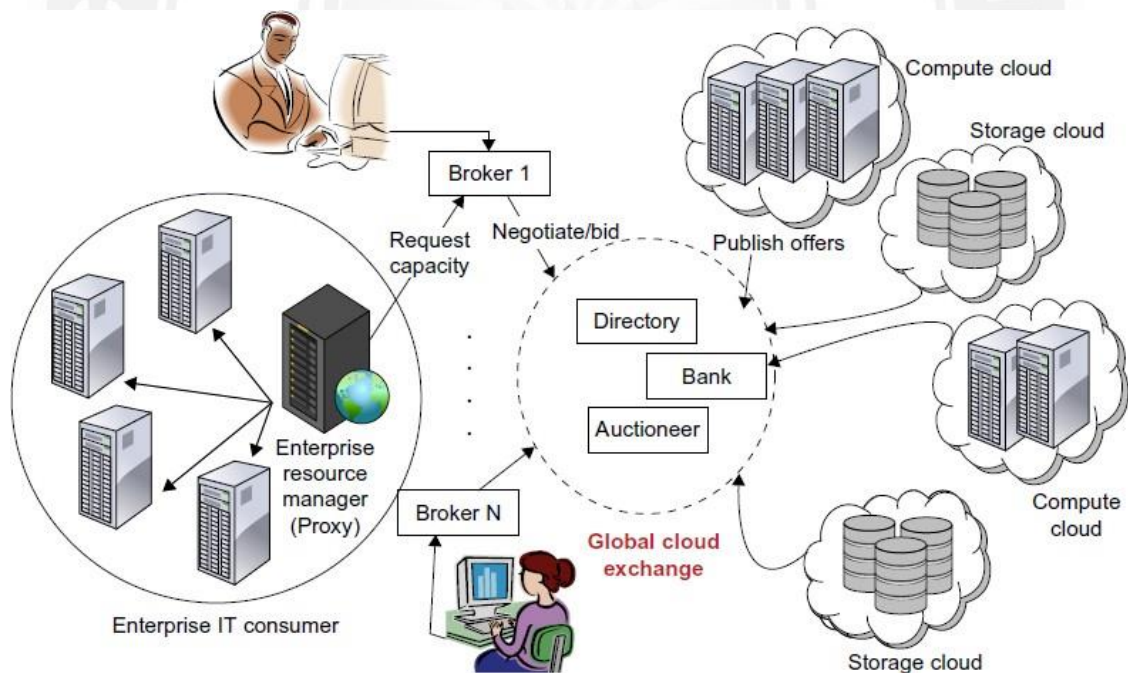 Compute cloud
Storage cloud
Broker 1
Request
capacity
Negotiate/bid
Publish offers
Directory
Bank
Auctioneer
Enterprise
resource
manager
(Proxy)
Broker N
Global cloud
exchange
Compute
cloud
Enterprise IT consumer
Storage cloud